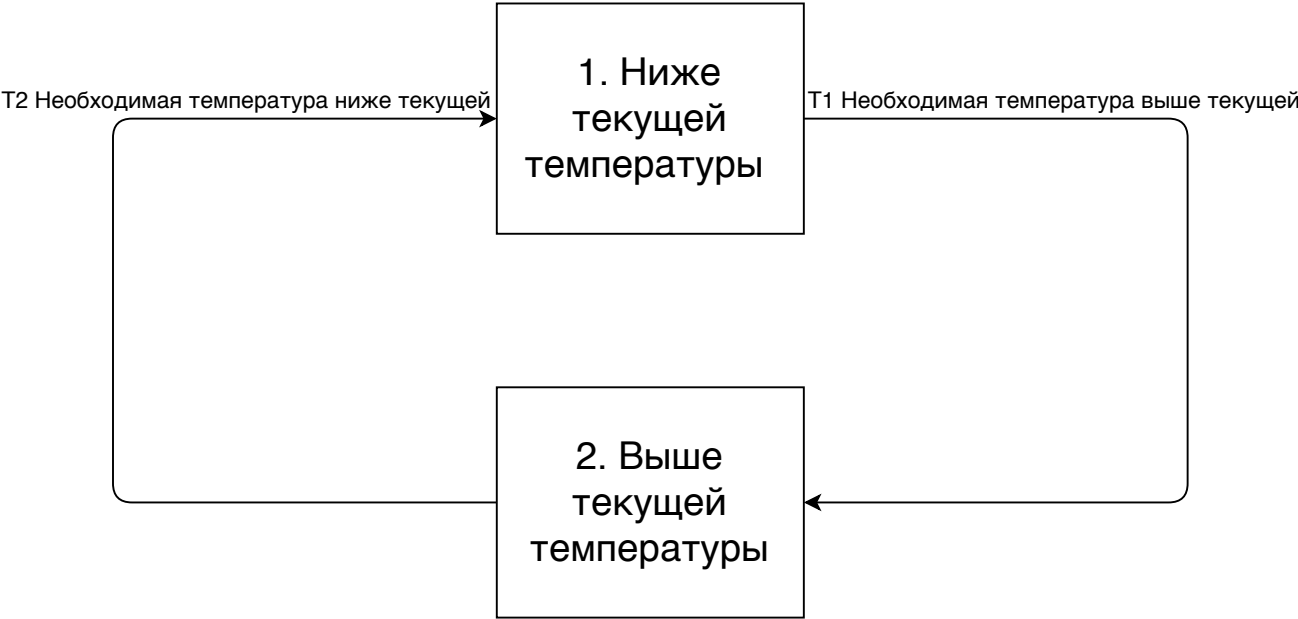 1. Ниже
текущей
температуры
T2 Необходимая температура ниже текущей
T1 Необходимая температура выше текущей
2. Выше
текущей
температуры